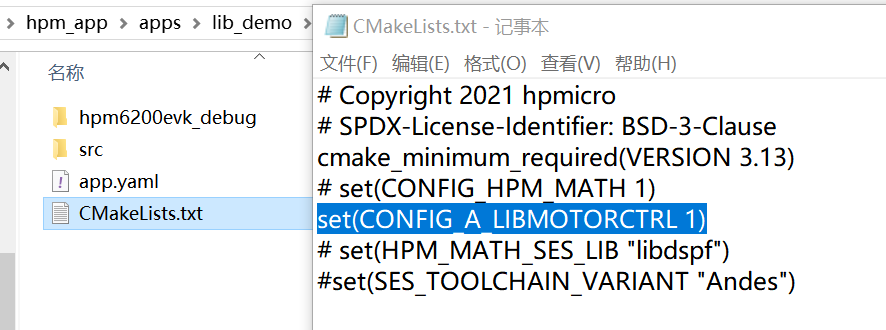 hpm_app > apps > lib_demo >
名称
hpm6200evk_debug
src
app.yaml
CMakeLists.txt
CMakeLists.txt - 记事本
文件(F) 编辑(E) 格式(O) 查看(V) 帮助(H)
# Copyright 2021 hpmicro
# SPDX-License-Identifier: BSD-3-Clause
cmake_minimum_required(VERSION 3.13)
# set(CONFIG_HPM_MATH 1)
set(CONFIG_A_LIBMOTORCTRL 1)
# set(HPM_MATH_SES_LIB "libdspf")
#set(SES_TOOLCHAIN_VARIANT "Andes")